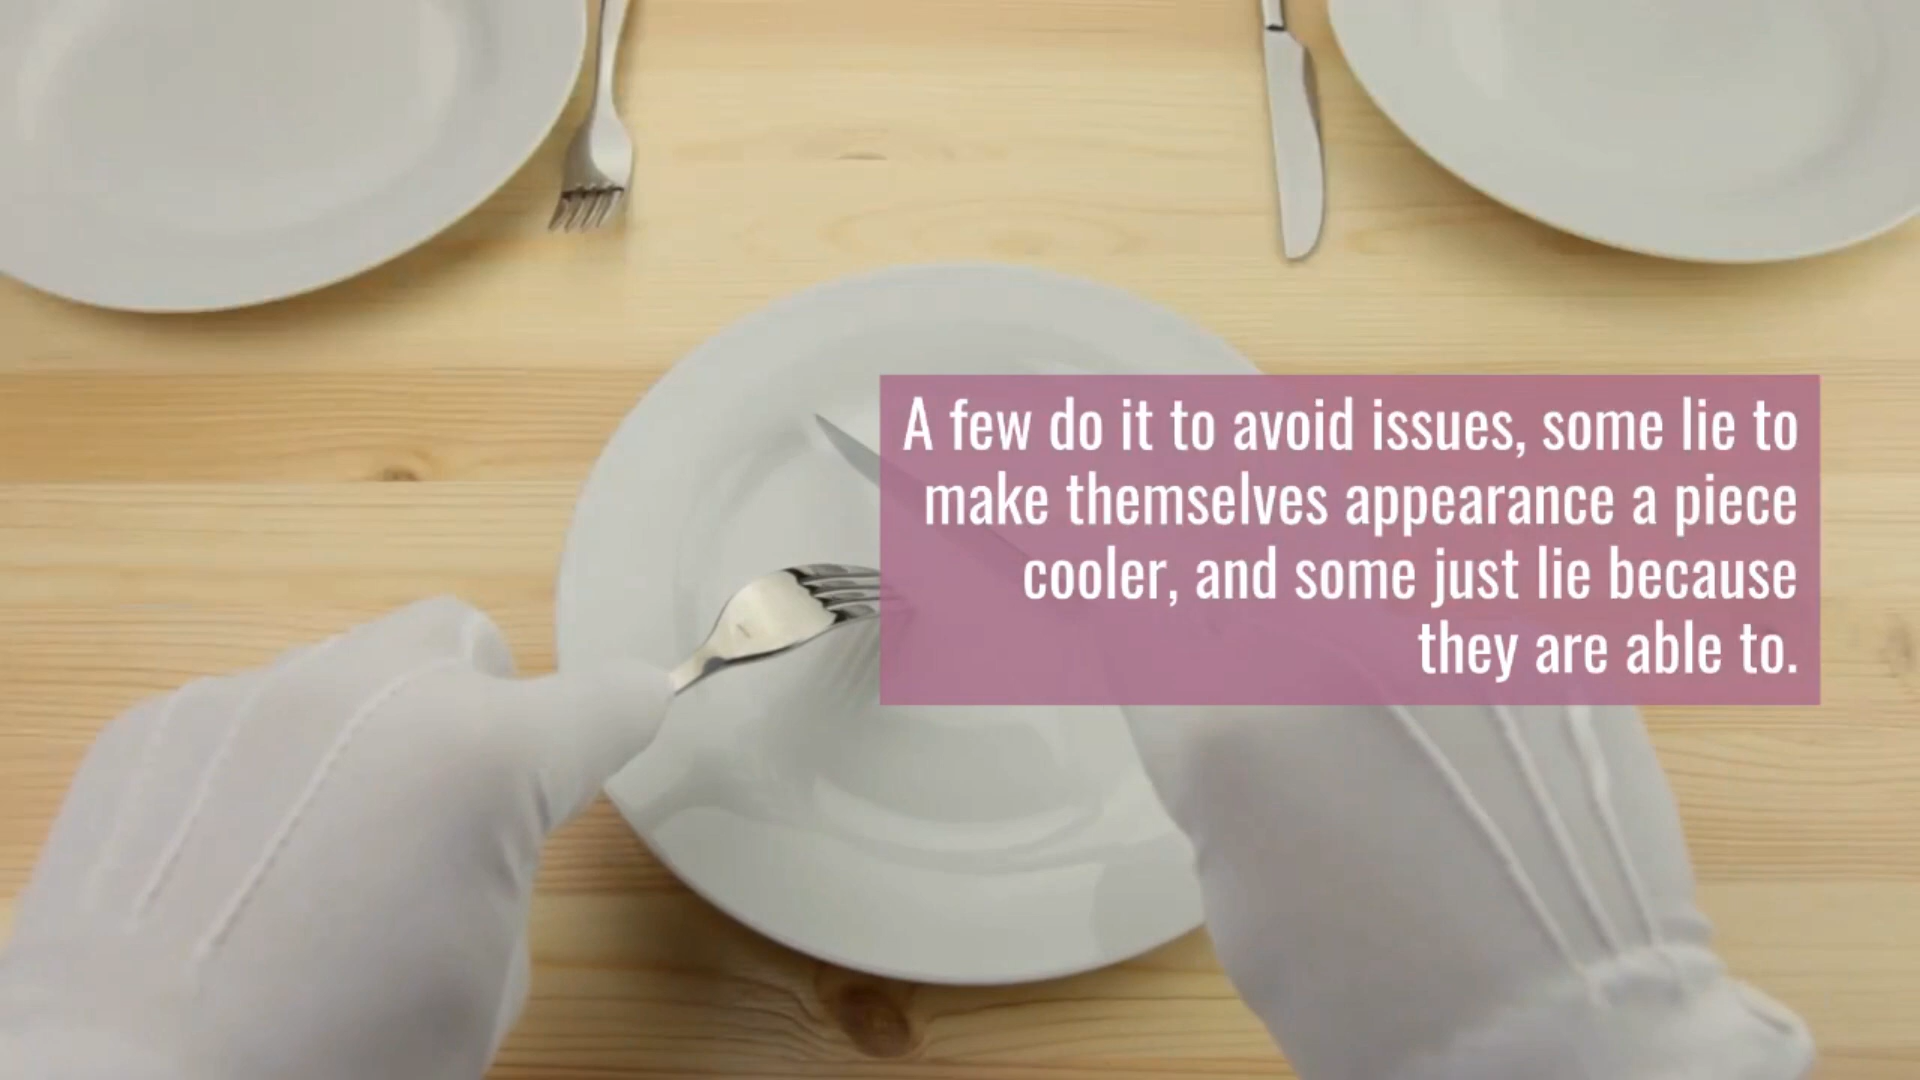 A few do it to avoid issues, some lie to
make themselves appearance a piece
cooler, and some just lie because
they are able to.